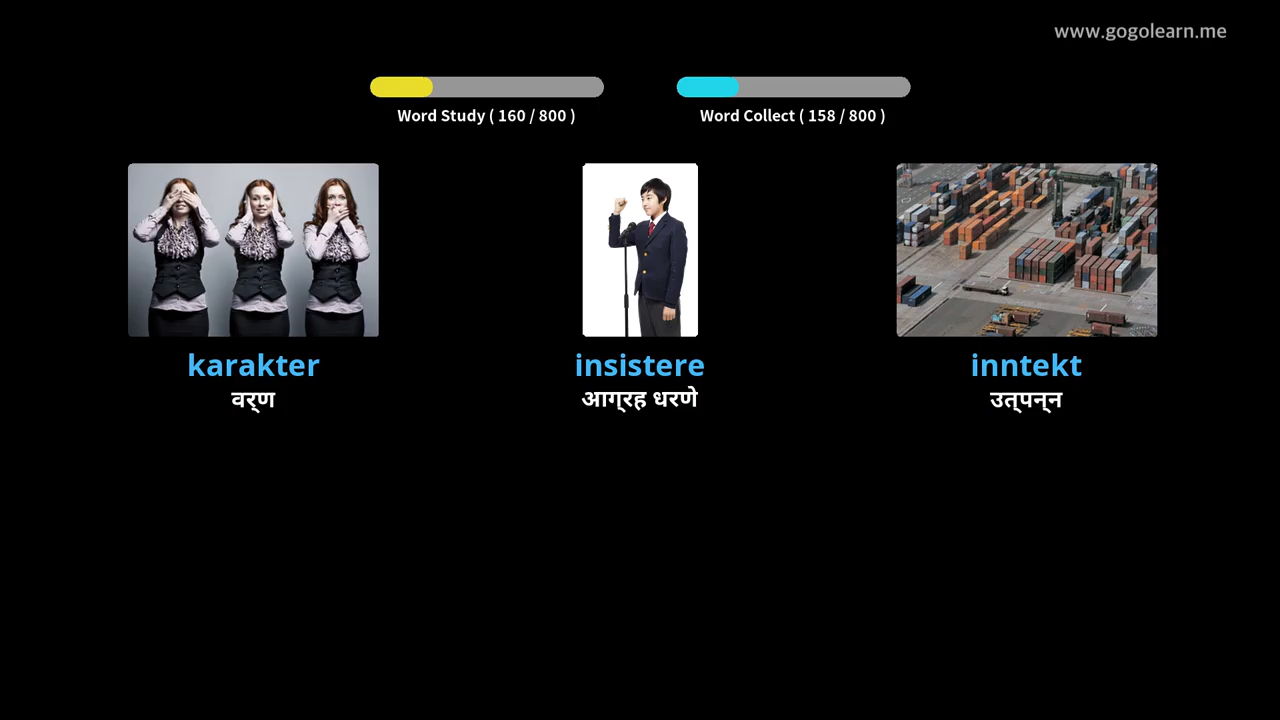 www.gogolearn.me
Word Study ( 160 / 800 )
Word Collect ( 158 / 800 )
karakter
वर्ण
insistere
आग्रह धरणे
inntekt
उत्पन्न